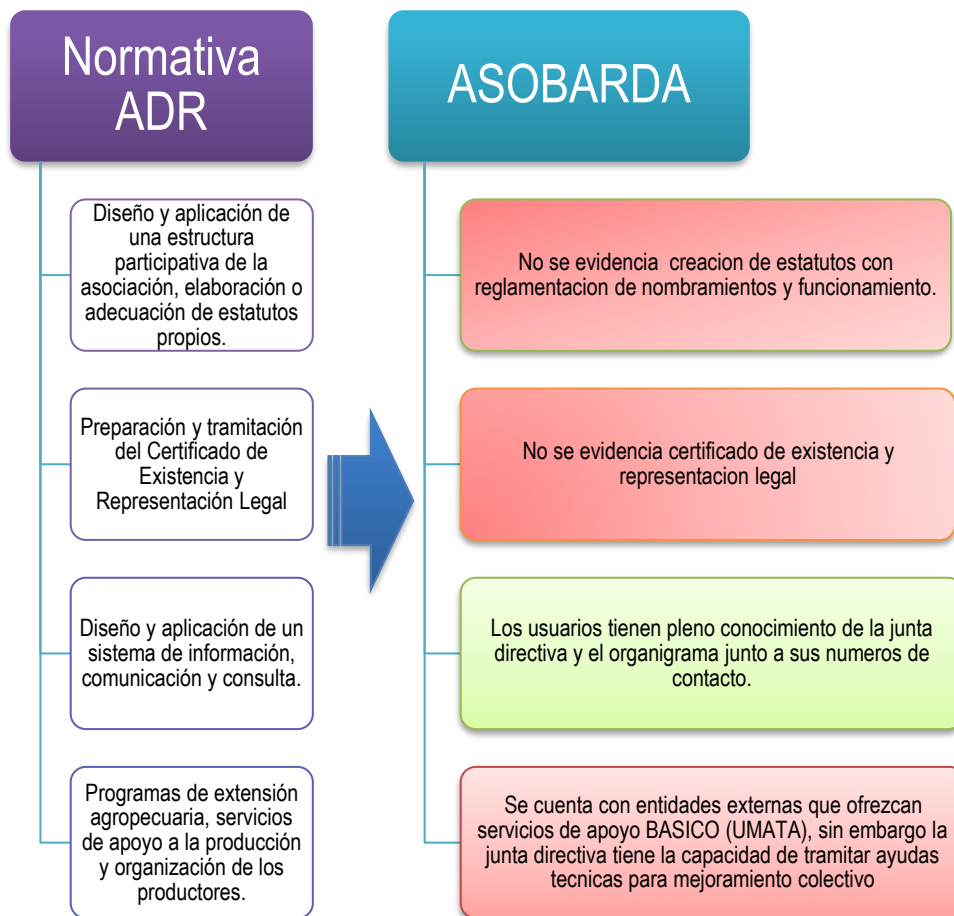 Normativa
ADR
Diseño y aplicación de
una estructura
participativa de la
asociación, elaboración o
adecuación de estatutos
propios.
Preparación y tramitación
del Certificado de
Existencia y
Representación Legal
Diseño y aplicación de un
sistema de información,
comunicación y consulta.
Programas de extensión
agropecuaria, servicios
de apoyo a la producción
y organización de los
productores.
ASOBARDA
No se evidencia creacion de estatutos con
reglamentacion de nombramientos y funcionamiento.
No se evidencia certificado de existencia y
representacion legal
Los usuarios tienen pleno conocimiento de la junta
directiva y el organigrama junto a sus numeros de
contacto.
Se cuenta con entidades externas que ofrezcan
servicios de apoyo BASICO (UMATA), sin embargo la
junta directiva tiene la capacidad de tramitar ayudas
tecnicas para mejoramiento colectivo